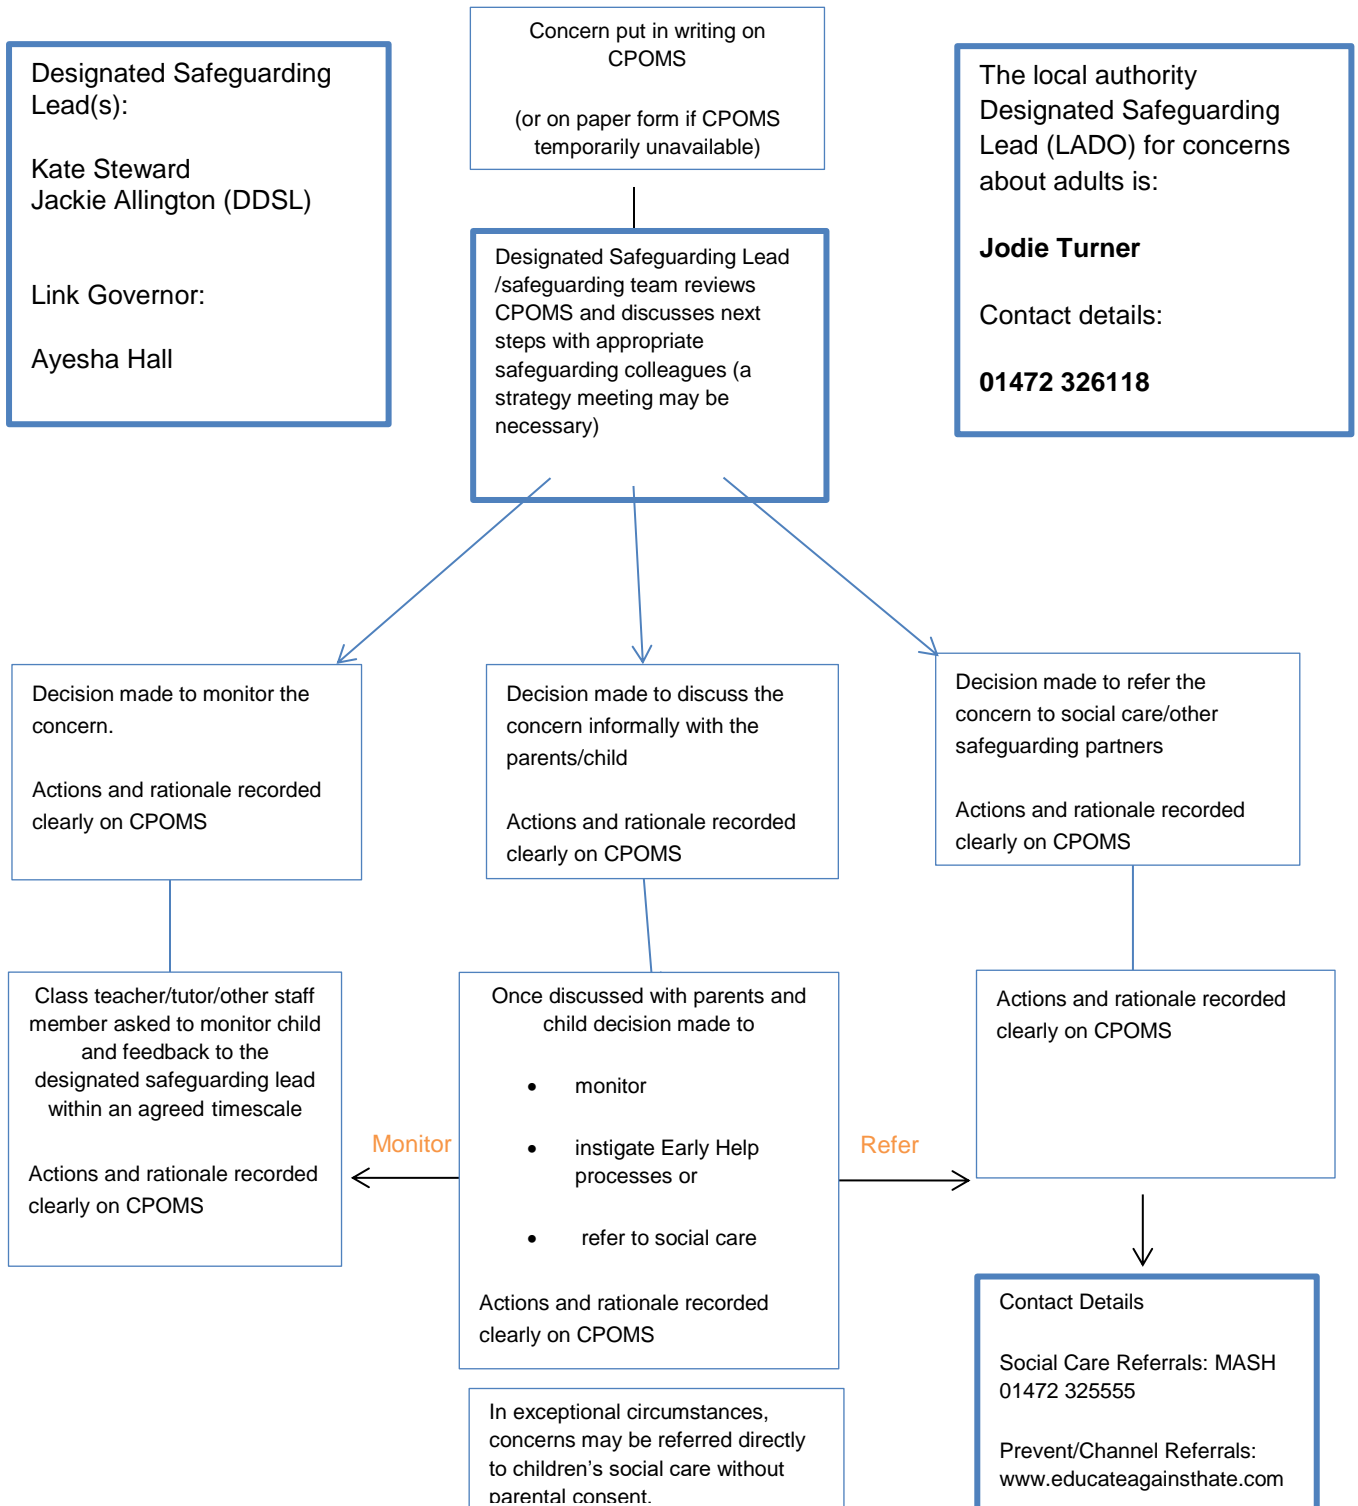 Concern put in writing on
CPOMS
(or on paper form if CPOMS
temporarily unavailable)
Designated Safeguarding
Lead(s):
Kate Steward
Jackie Allington (DDSL)
Link Governor:
Ayesha Hall
The local authority
Designated Safeguarding
Lead (LADO) for concerns
about adults is:
Jodie Turner
Contact details:
01472 326118
Designated Safeguarding Lead
/safeguarding team reviews
CPOMS and discusses next
steps with appropriate
safeguarding colleagues (a
strategy meeting may be
necessary)
Decision made to monitor the
concern.
Actions and rationale recorded
clearly on CPOMS
Decision made to discuss the
concern informally with the
parents/child
Actions and rationale recorded
clearly on CPOMS
Decision made to refer the
concern to social care/other
safeguarding partners
Actions and rationale recorded
clearly on CPOMS
Class teacher/tutor/other staff
member asked to monitor child
and feedback to the
designated safeguarding lead
within an agreed timescale
Actions and rationale recorded
clearly on CPOMS
Monitor
Once discussed with parents and
child decision made to
• monitor
• instigate Early Help
processes or
• refer to social care
Actions and rationale recorded
clearly on CPOMS
Refer
Actions and rationale recorded
clearly on CPOMS
In exceptional circumstances,
concerns may be referred directly
to children’s social care without
parental consent.
Contact Details
Social Care Referrals: MASH
01472 325555
Prevent/Channel Referrals:
www.educateagainsthate.com